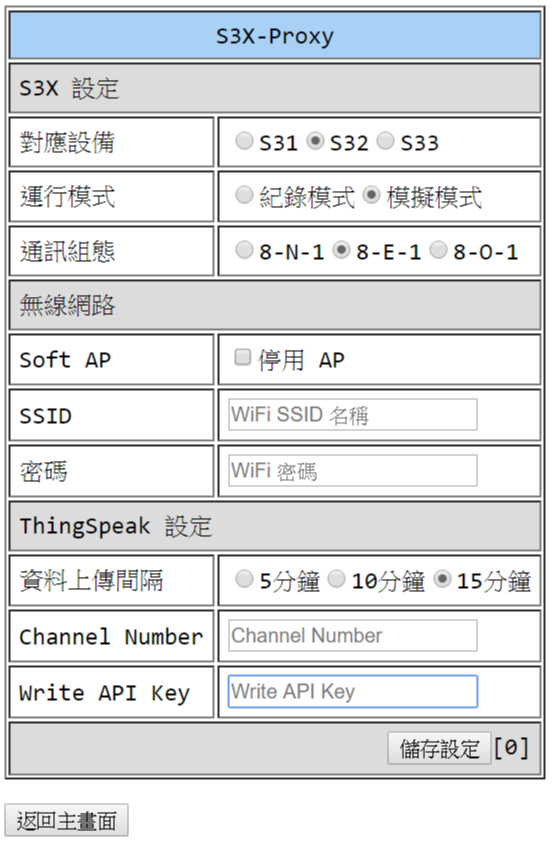 S3X-Proxy
S3X 設定
對應設備 S31 S32 S33
運行模式 紀錄模式 模擬模式
通訊組態 8-N-1 8-E-1 8-O-1
無線網路
Soft AP 停用 AP
SSID WiFi SSID 名稱
密碼 WiFi 密碼
ThingSpeak 設定
資料上傳間隔 5分鐘 10分鐘 15分鐘
Channel Number Channel Number
Write API Key Write API Key
儲存設定 [0]
返回主畫面